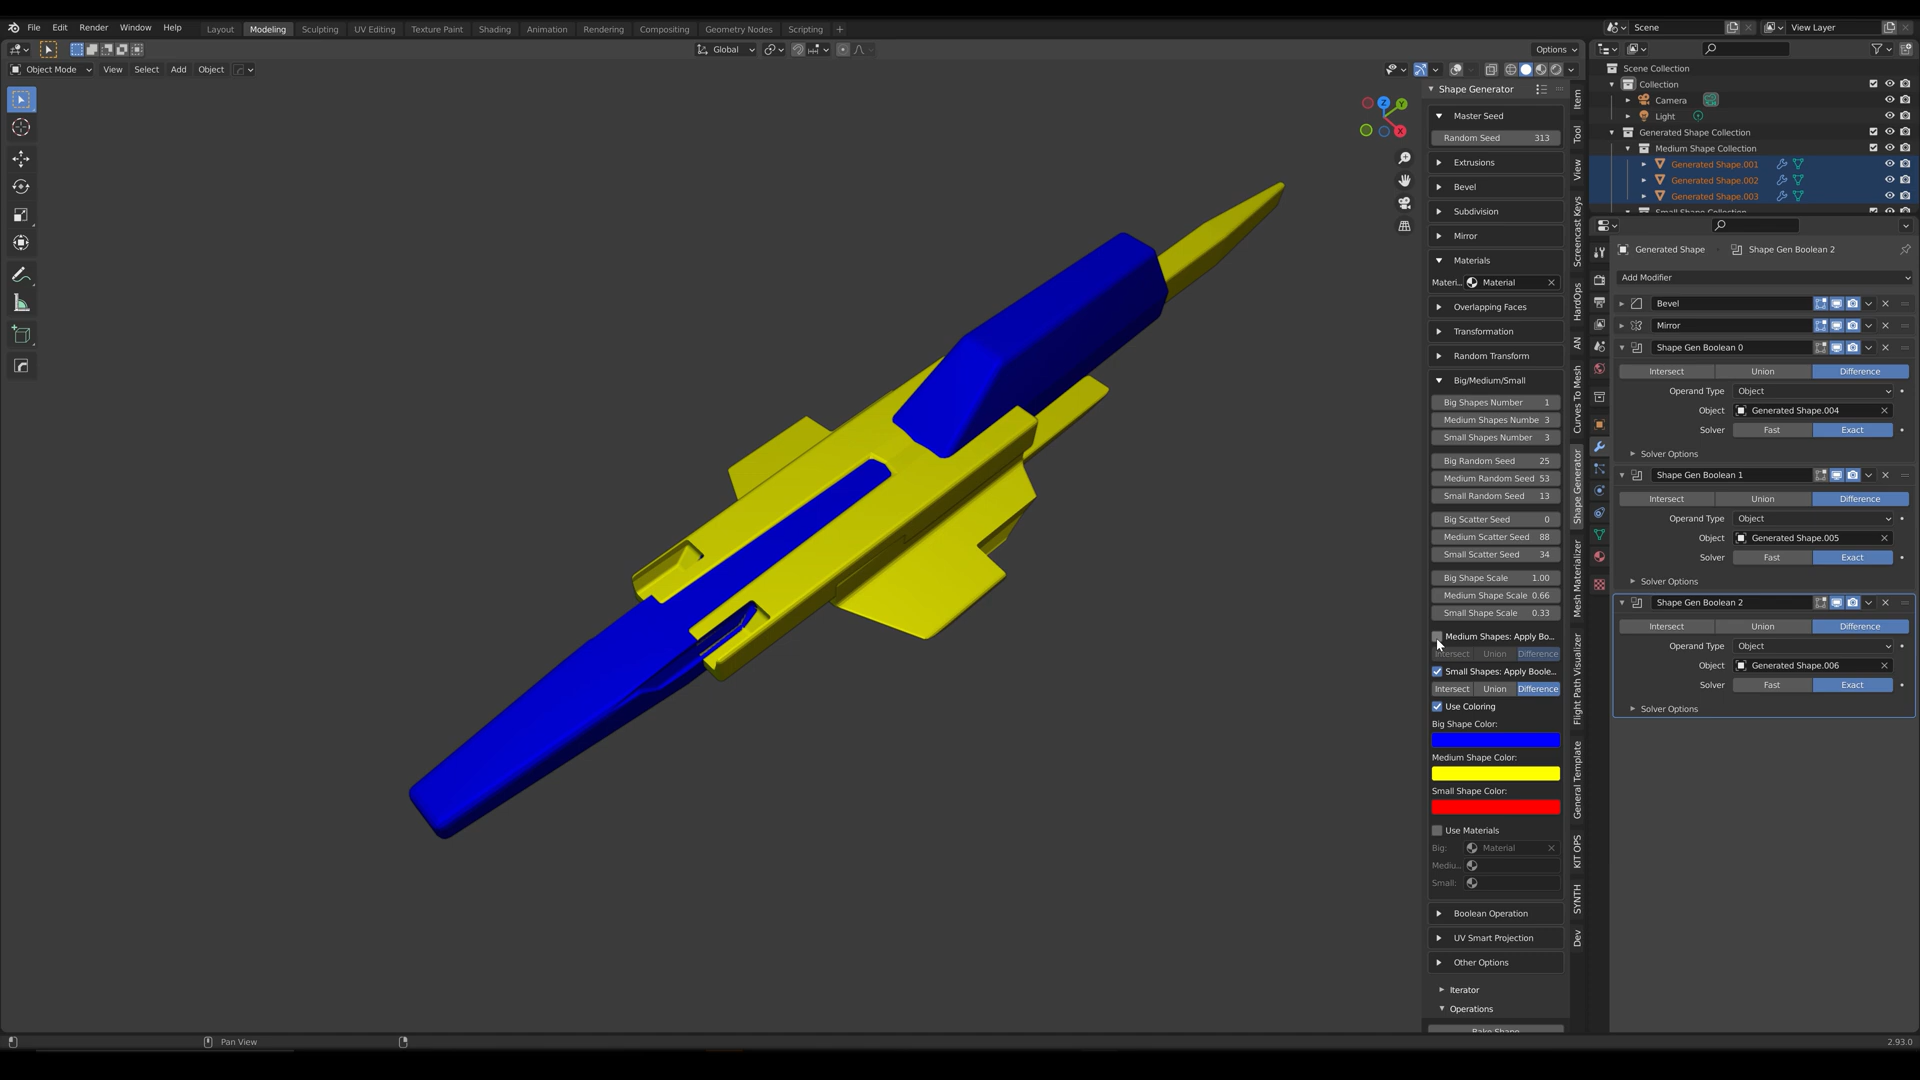 File Edit Render Window Help Layout Modeling Sculpting UV Editing Texture Paint Shading Animation Rendering Compositing Geometry Nodes Scripting +
Scene View Layer
Global Options
Object Mode View Select Add Object
Scene Collection
Collection
Camera
Light
Generated Shape Collection
Medium Shape Collection
Generated Shape.001
Generated Shape.002
Generated Shape.003
Small Shape Collection
X
Y
Z
Shape Generator
Master Seed
Random Seed 313
Extrusions
Bevel
Subdivision
Mirror
Materials
Materi... Material
Overlapping Faces
Transformation
Random Transform
Big/Medium/Small
Big Shapes Number 1
Medium Shapes Numbe 3
Small Shapes Number 3
Big Random Seed 25
Medium Random Seed 53
Small Random Seed 13
Big Scatter Seed 0
Medium Scatter Seed 88
Small Scatter Seed 34
Big Shape Scale 1.00
Medium Shape Scale 0.66
Small Shape Scale 0.33
Medium Shapes: Apply Bo...
Intersect Union Difference
Small Shapes: Apply Boole...
Intersect Union Difference
Use Coloring
Big Shape Color:
Medium Shape Color:
Small Shape Color:
Use Materials
Big: Material
Mediu...
Small:
Boolean Operation
UV Smart Projection
Other Options
Iterator
Operations
Bake Shape
Item
Tool
View
Screencast Keys
HardOps
AN
Curves To Mesh
Shape Generator
Mesh Materializer
Flight Path Visualizer
General Template
KIT OPS
SYNTH
Dev
Generated Shape Shape Gen Boolean 2
Add Modifier
Bevel
Mirror
Shape Gen Boolean 0
Intersect Union Difference
Operand Type Object
Object Generated Shape.004
Solver Fast Exact
Solver Options
Shape Gen Boolean 1
Intersect Union Difference
Operand Type Object
Object Generated Shape.005
Solver Fast Exact
Solver Options
Shape Gen Boolean 2
Intersect Union Difference
Operand Type Object
Object Generated Shape.006
Solver Fast Exact
Solver Options
Pan View
2.93.0